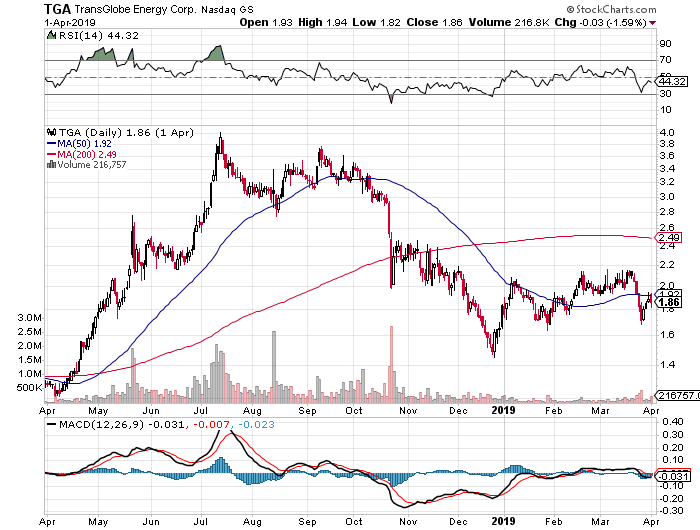 TGA TransGlobe Energy Corp. Nasdaq GS © StockCharts.com
1-Apr-2019 Open 1.93 High 1.94 Low 1.82 Close 1.86 Volume 216.8K Chg -0.03 (-1.59%)
RSI(14) 44.32
90
70
50
44.32
30
10
TGA (Daily) 1.86 (1 Apr)
MA(50) 1.92
MA(200) 2.49
Volume 216,757
4.0
3.8
3.6
3.4
3.2
3.0
2.8
2.6
2.49
2.4
2.2
2.0
1.92
1.86
1.6
1.4
3.0M
2.5M
2.0M
1.5M
1.0M
500K
216757.0
Apr May Jun Jul Aug Sep Oct Nov Dec 2019 Feb Mar Apr
MACD(12,26,9) -0.031, -0.007, -0.023
0.40
0.30
0.20
0.10
-0.031
-0.10
-0.20
-0.30
Apr May Jun Jul Aug Sep Oct Nov Dec 2019 Feb Mar Apr